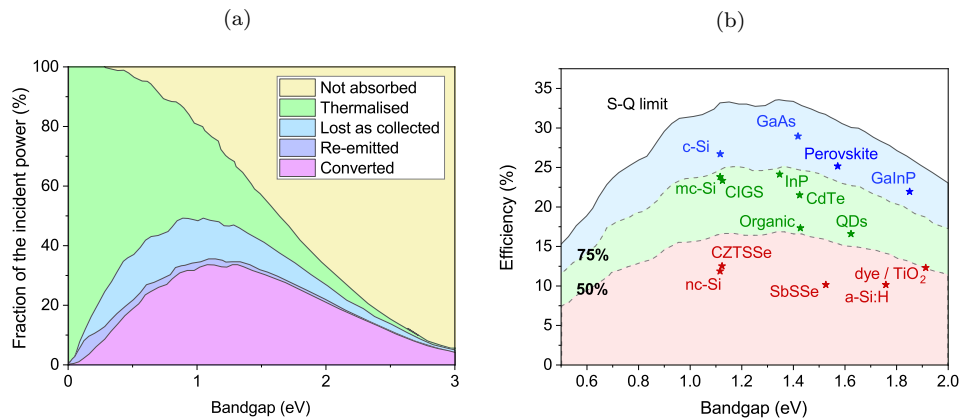 (a)
Fraction of the incident power (%)
100
80
60
40
20
0
Not absorbed
Thermalised
Lost as collected
Re-emitted
Converted
0
1
2
3
Bandgap (eV)
(b)
Efficiency (%)
35
30
25
20
15
10
5
0
S-Q limit
GaAs
c-Si
Perovskite
GaInP
mc-Si
CIGS
InP
CdTe
Organic
QDs
75%
CZTSSe
dye / TiO2
50%
nc-Si
SbSSe
a-Si:H
0.6
0.8
1.0
1.2
1.4
1.6
1.8
2.0
Bandgap (eV)